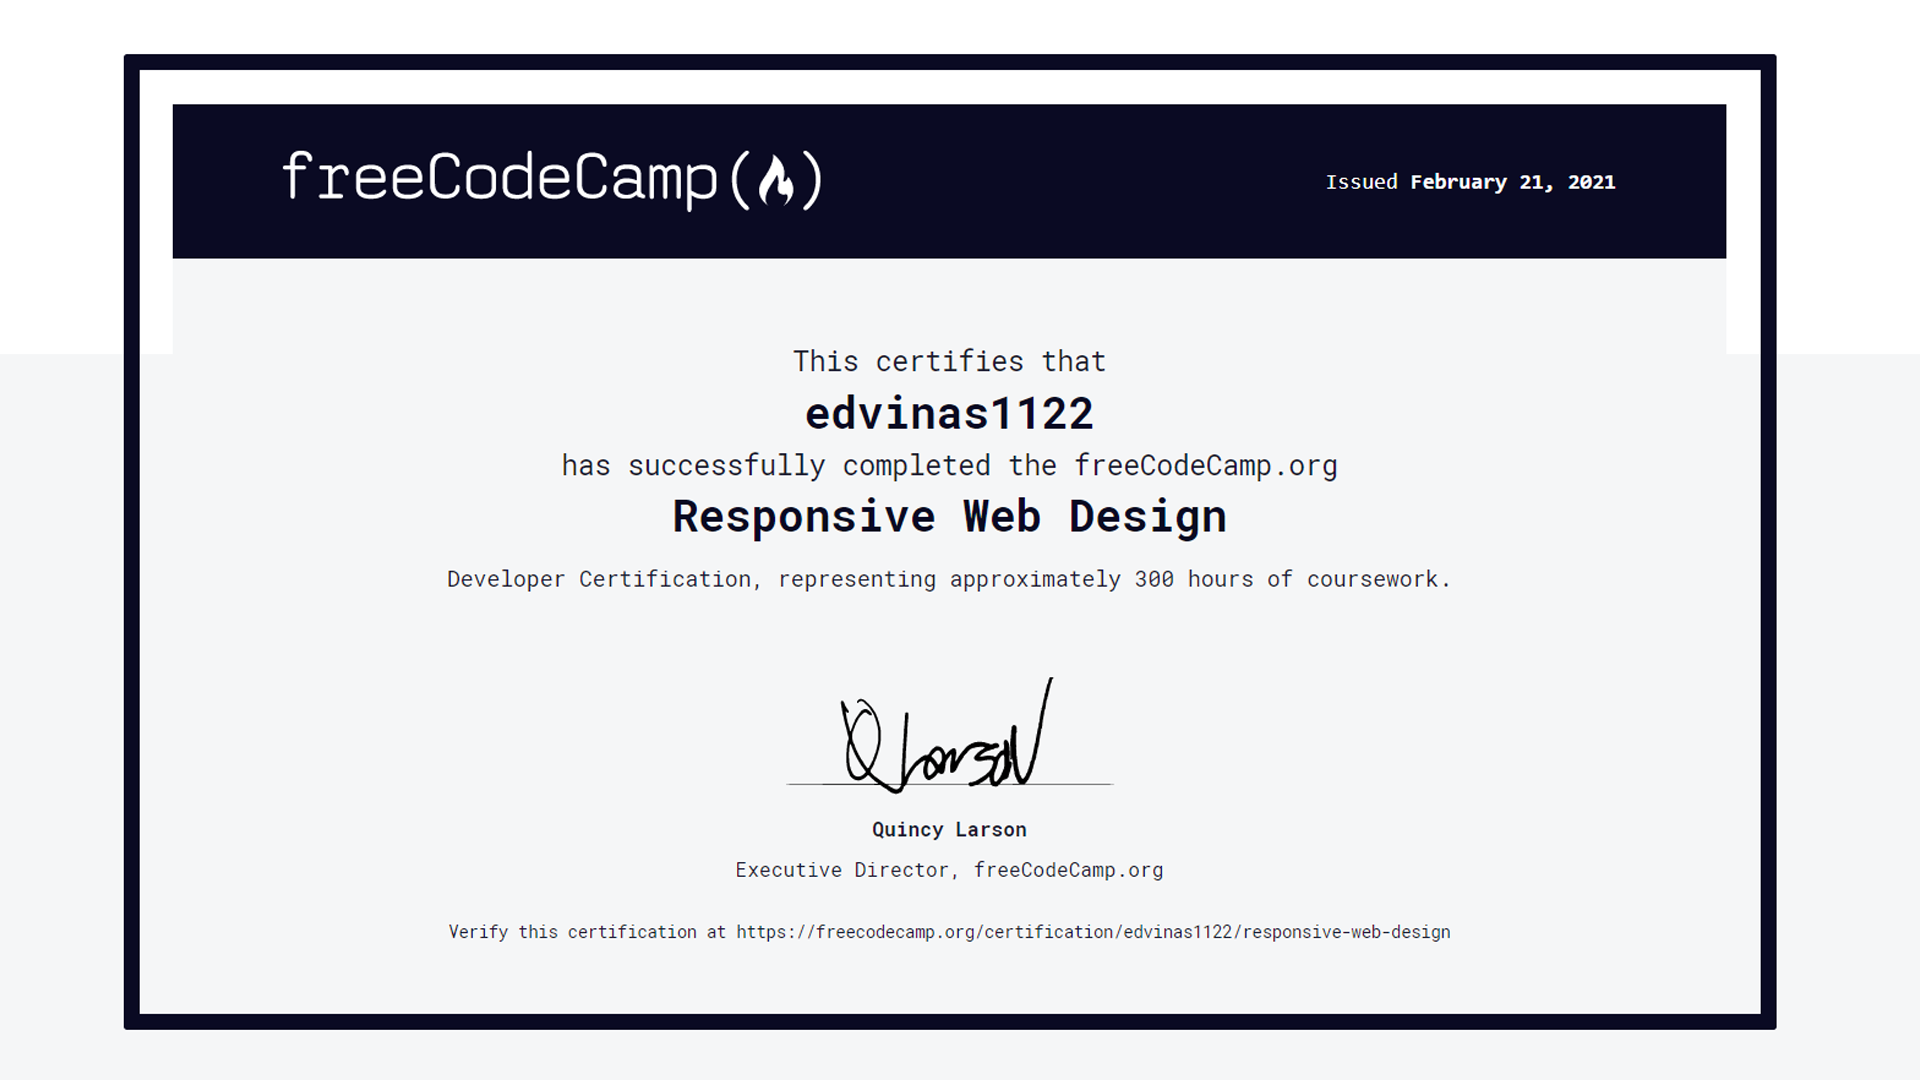 freeCodeCamp(🔥)
Issued February 21, 2021
This certifies that
edvinas1122
has successfully completed the freeCodeCamp.org
Responsive Web Design
Developer Certification, representing approximately 300 hours of coursework.
QLarson
Quincy Larson
Executive Director, freeCodeCamp.org
Verify this certification at https://freecodecamp.org/certification/edvinas1122/responsive-web-design